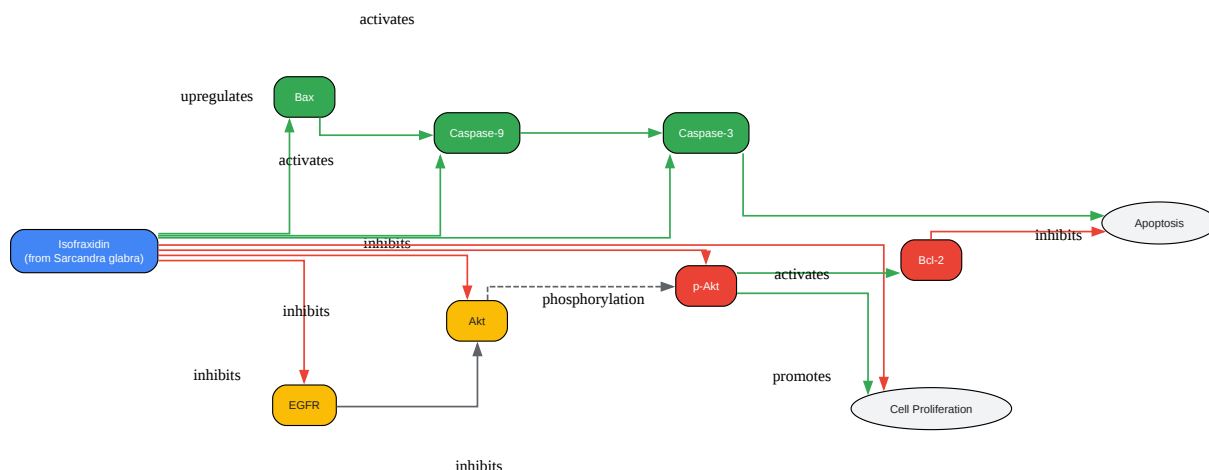 activates
upregulates
Bax
Caspase-9
Caspase-3
activates
Apoptosis
Isofraxidin
(from Sarcandra glabra)
inhibits
inhibits
Bcl-2
activates
p-Akt
phosphorylation
inhibits
Akt
inhibits
promotes
EGFR
Cell Proliferation
inhibits